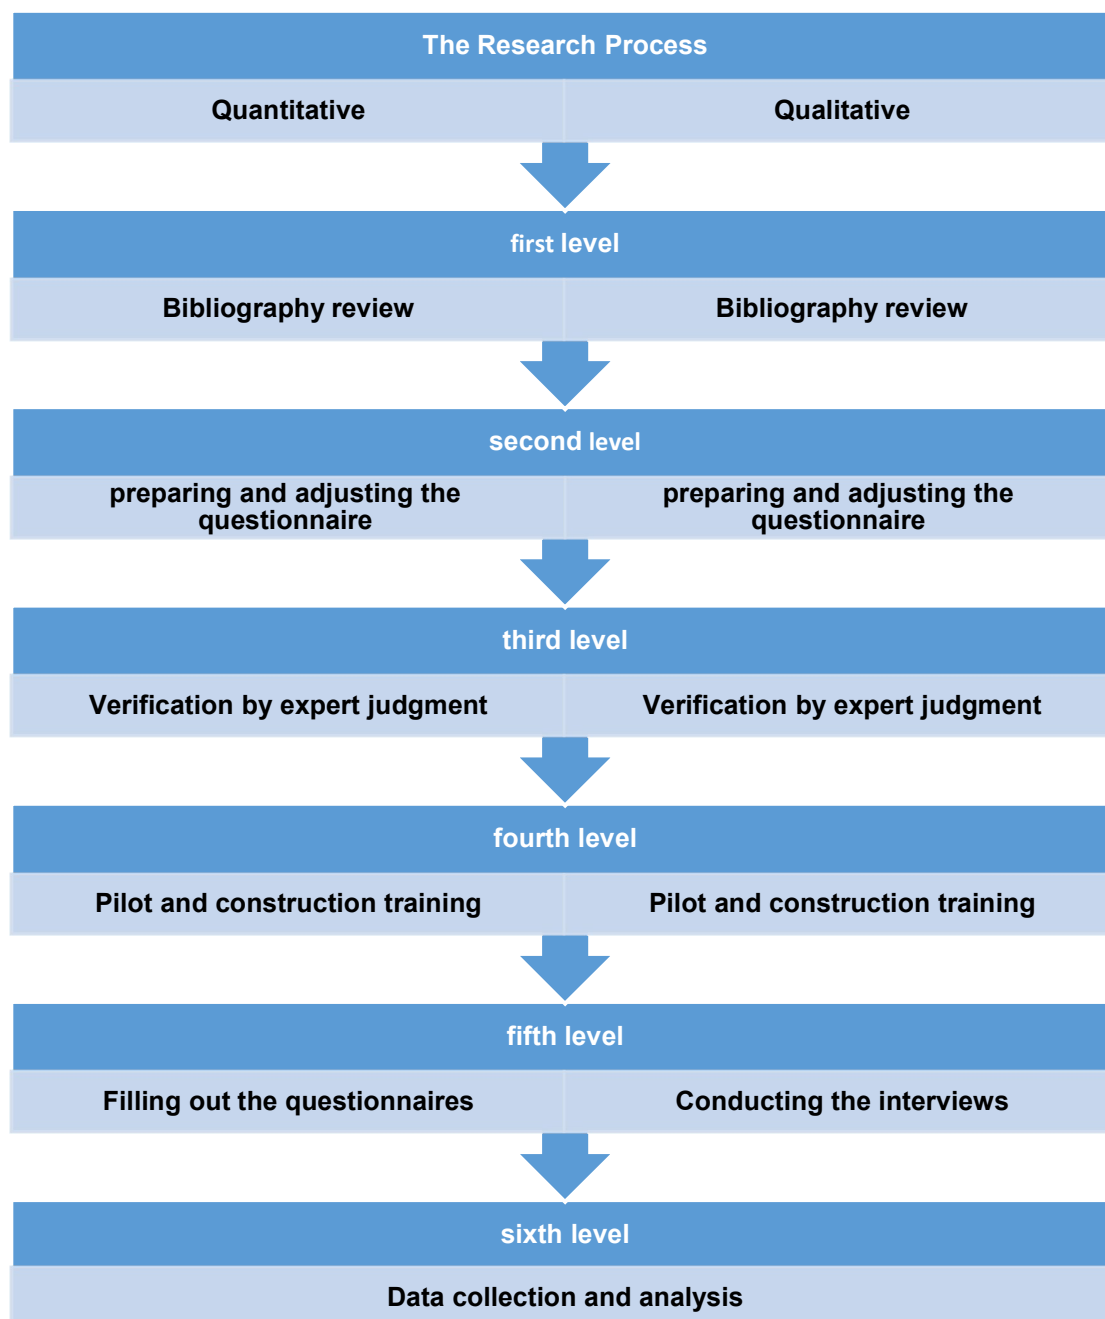 The Research Process
Quantitative
Qualitative
first level
Bibliography review
Bibliography review
second level
preparing and adjusting the
questionnaire
preparing and adjusting the
questionnaire
third level
Verification by expert judgment
Verification by expert judgment
fourth level
Pilot and construction training
Pilot and construction training
fifth level
Filling out the questionnaires
Conducting the interviews
sixth level
Data collection and analysis